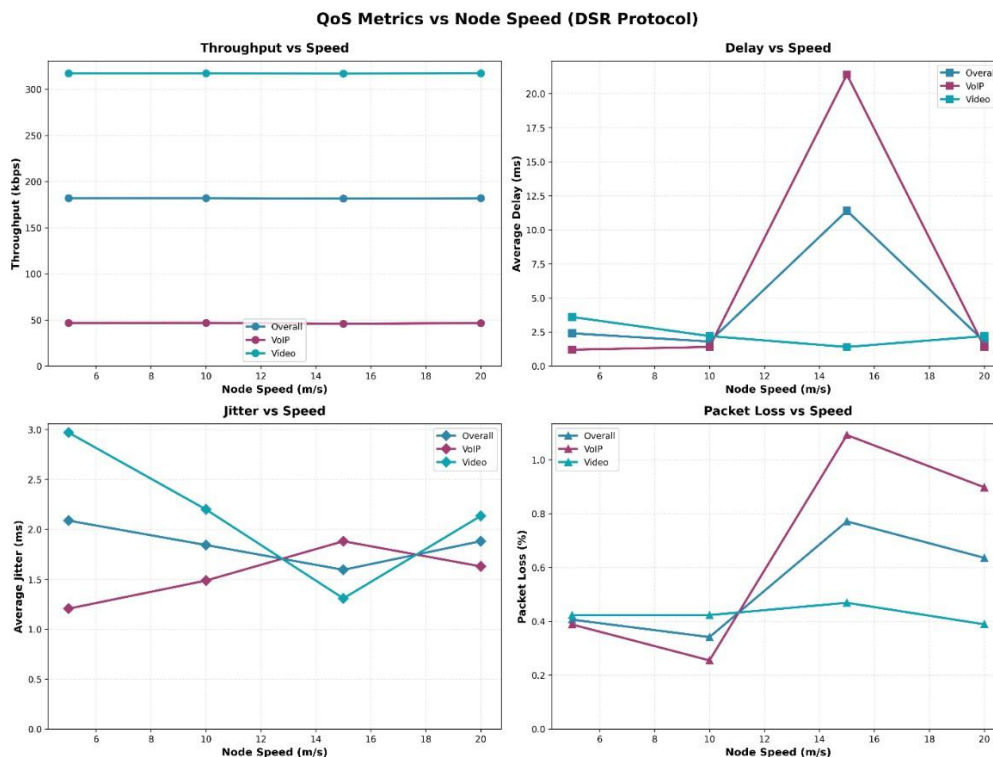 QoS Metrics vs Node Speed (DSR Protocol)
Throughput vs Speed
Throughput (kbps)
300
250
200
150
100
50
0
Overall
VoIP
Video
6 8 10 12 14 16 18 20
Node Speed (m/s)
Delay vs Speed
Average Delay (ms)
20.0
17.5
15.0
12.5
10.0
7.5
5.0
2.5
0.0
Overall
VoIP
Video
6 8 10 12 14 16 18 20
Node Speed (m/s)
Jitter vs Speed
Average Jitter (ms)
3.0
2.5
2.0
1.5
1.0
0.5
0.0
Overall
VoIP
Video
6 8 10 12 14 16 18 20
Node Speed (m/s)
Packet Loss vs Speed
Packet Loss (%)
1.0
0.8
0.6
0.4
0.2
0.0
Overall
VoIP
Video
6 8 10 12 14 16 18 20
Node Speed (m/s)